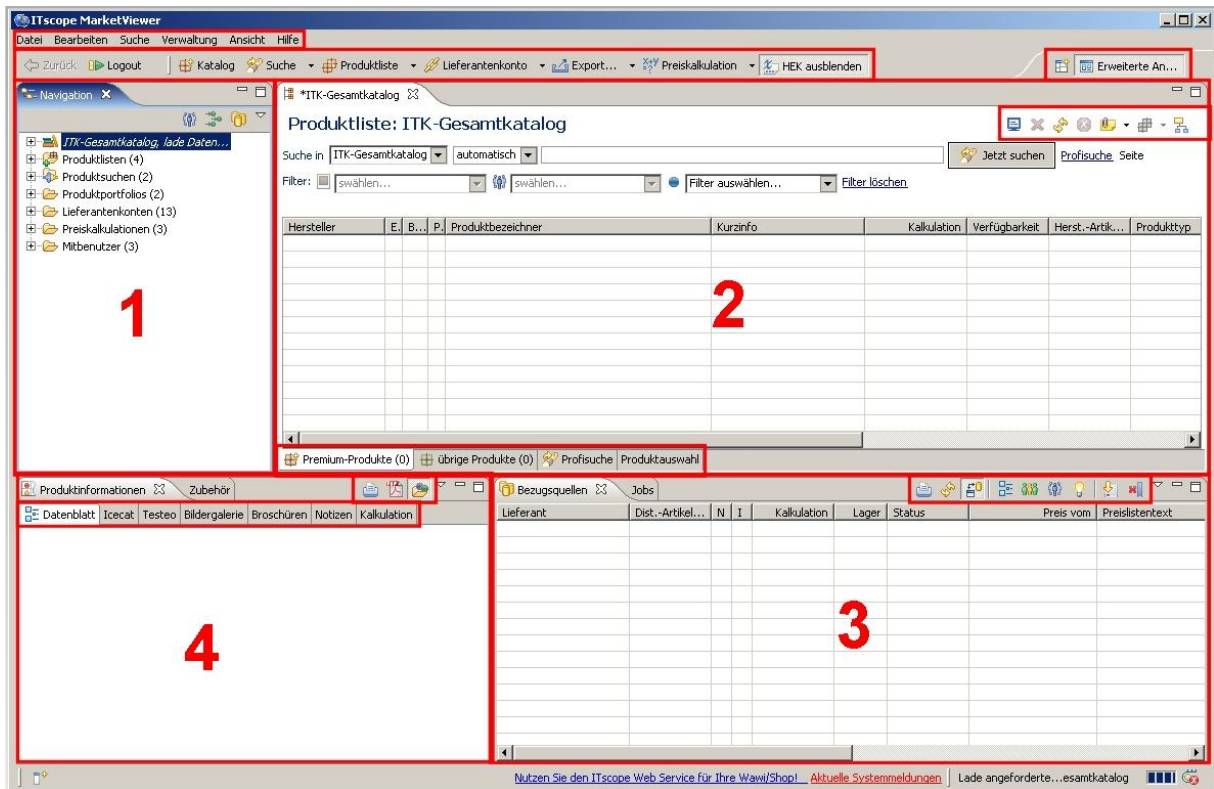 ITscope MarketViewer
Datei Bearbeiten Suche Verwaltung Ansicht Hilfe
Zurück Logout Katalog Suche Produktliste Lieferantenkonto Export... Preiskalkulation HEK ausblenden Erweiterte An...
Navigation
ITK-Gesamtkatalog, lade Daten...
Produktlisten (4)
Produktsuchen (2)
Produktportfolios (2)
Lieferantenkonten (13)
Preiskalkulationen (3)
Mitbenutzer (3)
1
*ITK-Gesamtkatalog
Produktliste: ITK-Gesamtkatalog
Suche in ITK-Gesamtkatalog automatisch Jetzt suchen Profisuche Seite
Filter: swählen... swählen... Filter auswählen... Filter löschen
Hersteller E. B... P. Produktbezeichner Kurzinfo Kalkulation Verfügbarkeit Herst.-Artik... Produkttyp
2
Premium-Produkte (0) übrige Produkte (0) Profisuche Produktauswahl
Produktinformationen Zubehör
Datenblatt Icecat Testeo Bildergalerie Broschüren Notizen Kalkulation
4
Bezugsquellen Jobs
Lieferant Dist.-Artikel... N I Kalkulation Lager Status Preis vom Preislistentext
3
Nutzen Sie den ITscope Web Service für Ihre Wawi/Shop! Aktuelle Systemmeldungen Lade angeforderte...esamtkatalog